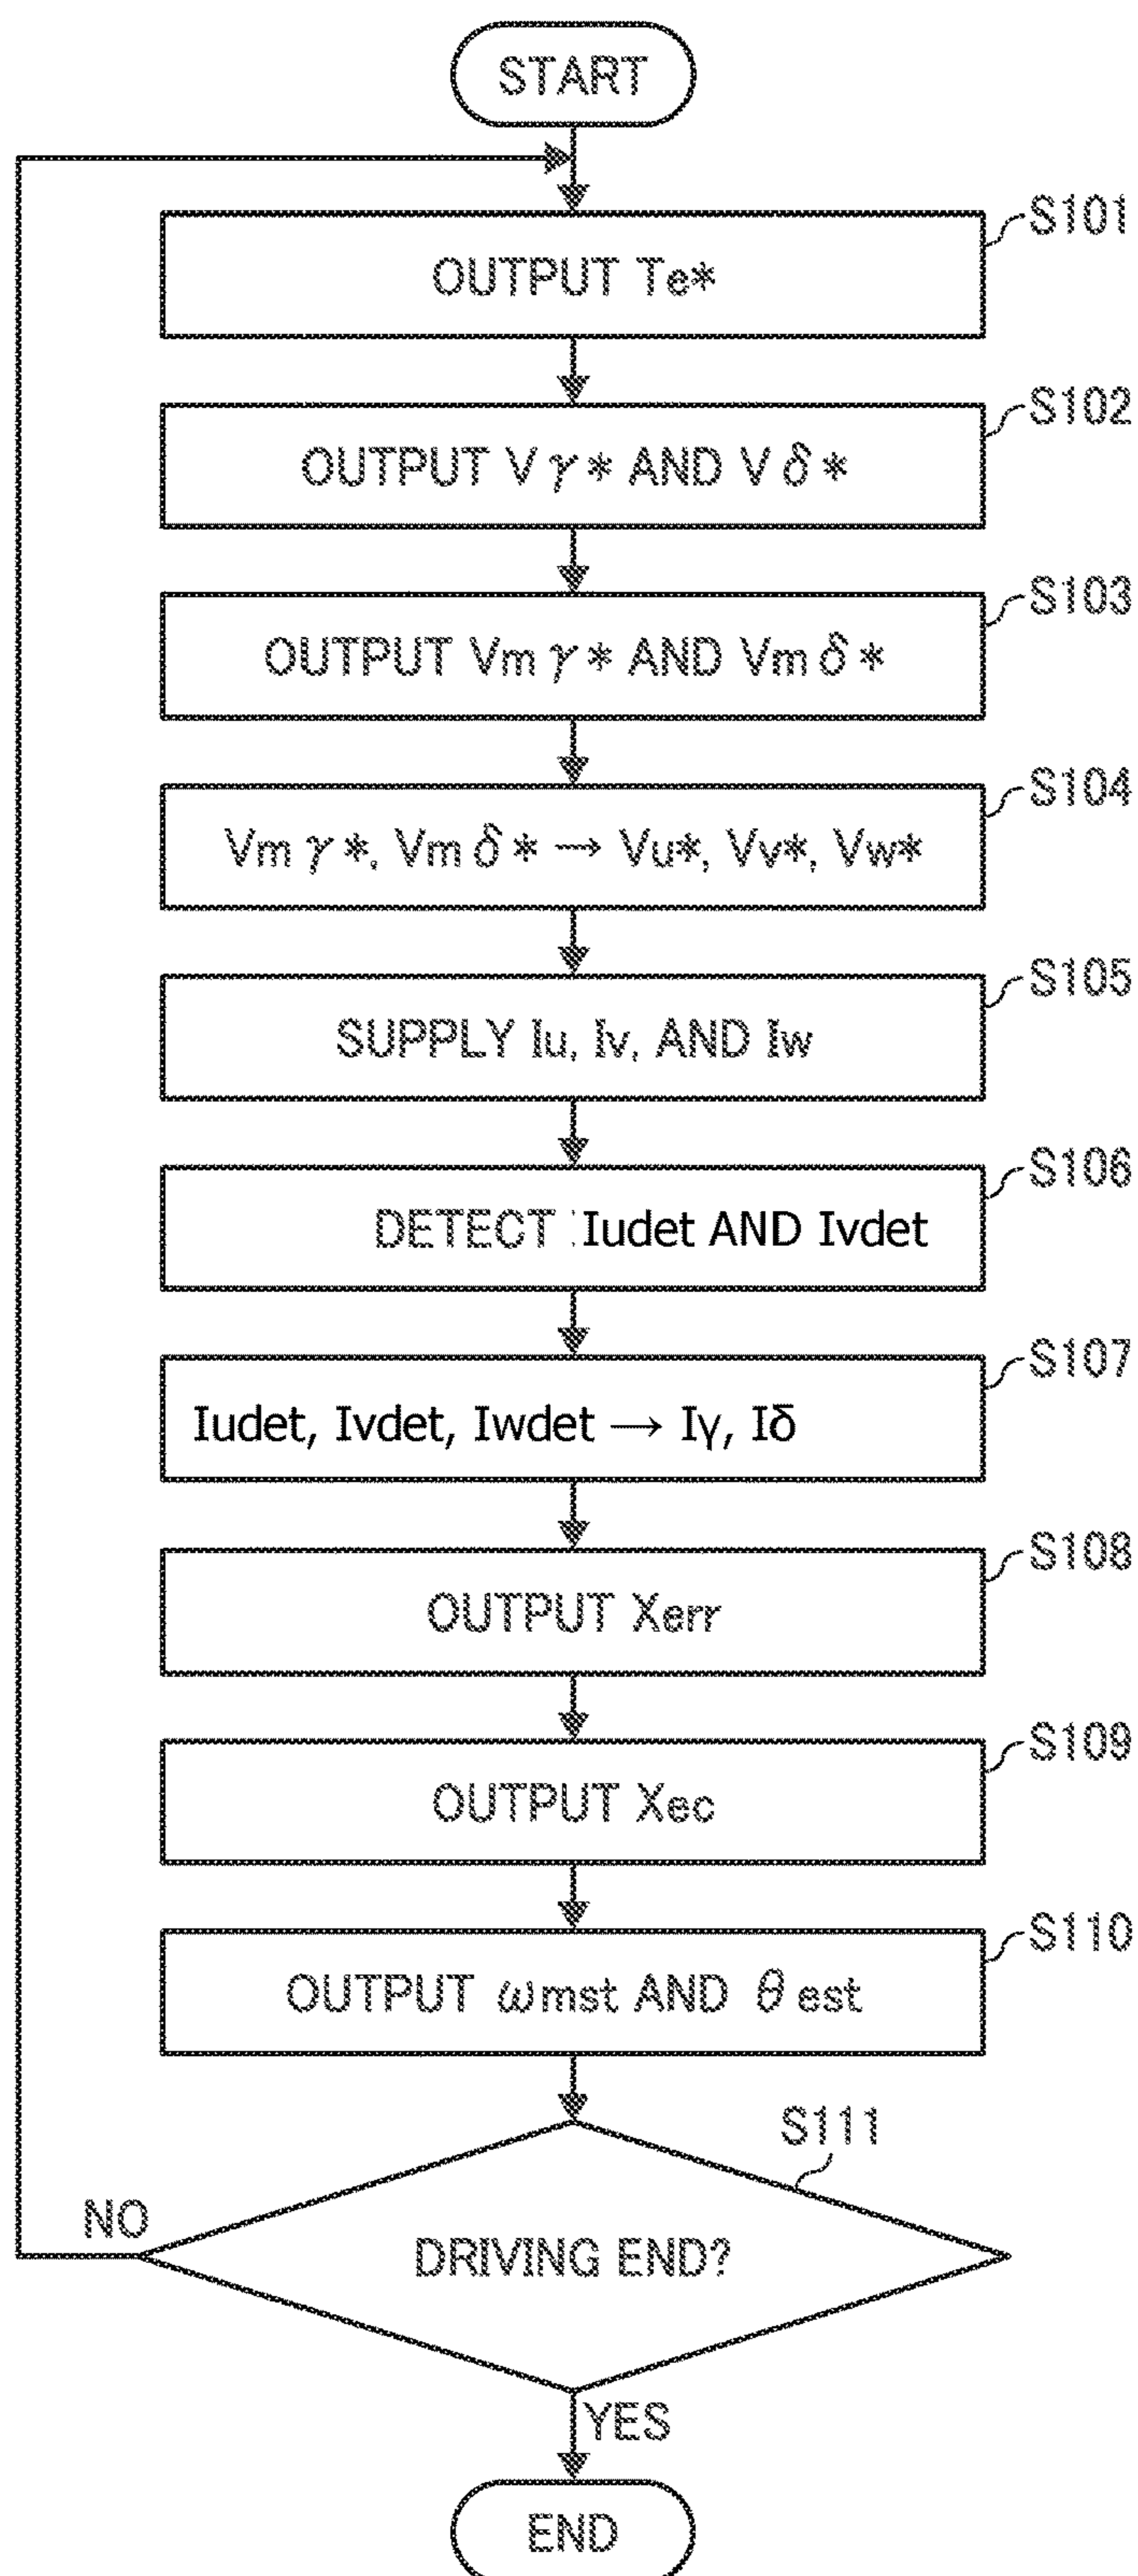 START
S101
OUTPUT Te*
S102
OUTPUT Vγ* AND Vδ*
S103
OUTPUT Vmγ* AND Vmδ*
S104
Vmγ*, Vmδ* → Vu*, Vv*, Vw*
S105
SUPPLY Iu, Iv, AND Iw
S106
DETECT Iudet AND Ivdet
S107
Iudet, Ivdet, Iwdet → Iγ, Iδ
S108
OUTPUT Xerr
S109
OUTPUT Xec
S110
OUTPUT ωmst AND θest
S111
NO
DRIVING END?
YES
END